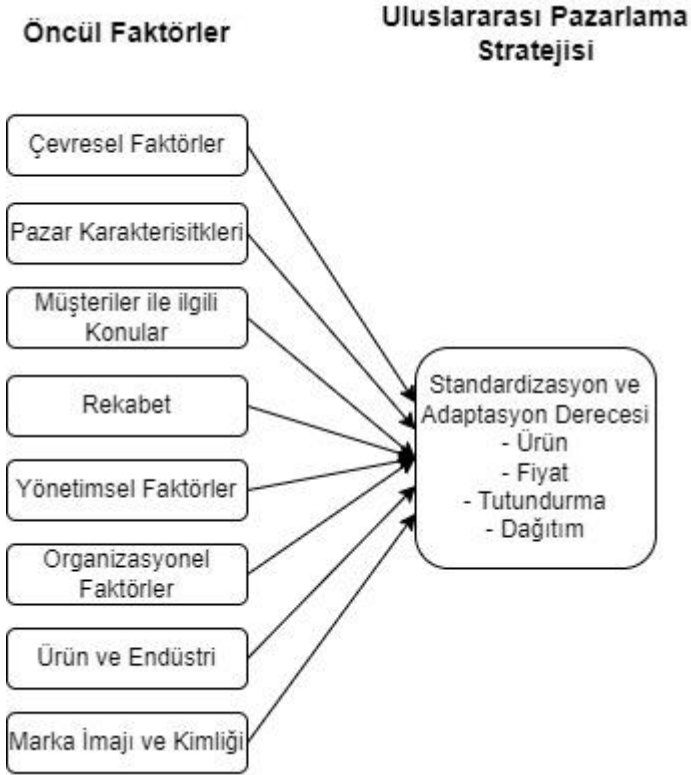 Öncül Faktörler
Uluslararası Pazarlama
Stratejisi
Çevresel Faktörler
Pazar Karakterisitkleri
Müşteriler ile ilgili
Konular
Rekabet
Yönetimsel Faktörler
Organizasyonel
Faktörler
Ürün ve Endüstri
Marka İmajı ve Kimliği
Standardizasyon ve
Adaptasyon Derecesi
- Ürün
- Fiyat
- Tutundurma
- Dağıtım